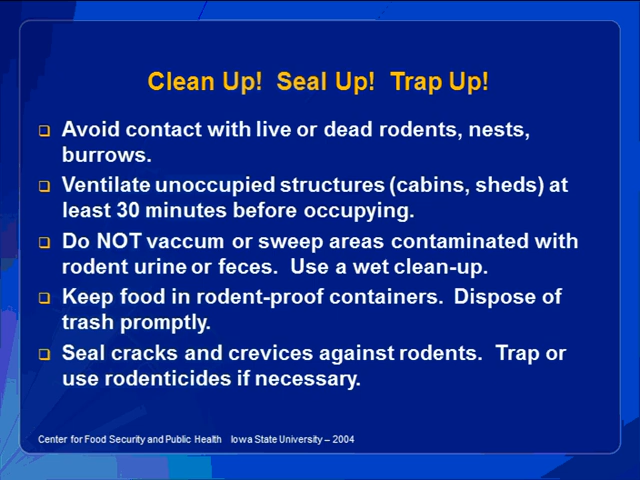 Clean Up!  Seal Up!  Trap Up!
Avoid contact with live or dead rodents, nests,
burrows.
Ventilate unoccupied structures (cabins, sheds) at
least 30 minutes before occupying.
Do NOT vaccum or sweep areas contaminated with
rodent urine or feces.  Use a wet clean-up.
Keep food in rodent-proof containers.  Dispose of
trash promptly.
Seal cracks and crevices against rodents.  Trap or
use rodenticides if necessary.
Center for Food Security and Public Health   Iowa State University – 2004